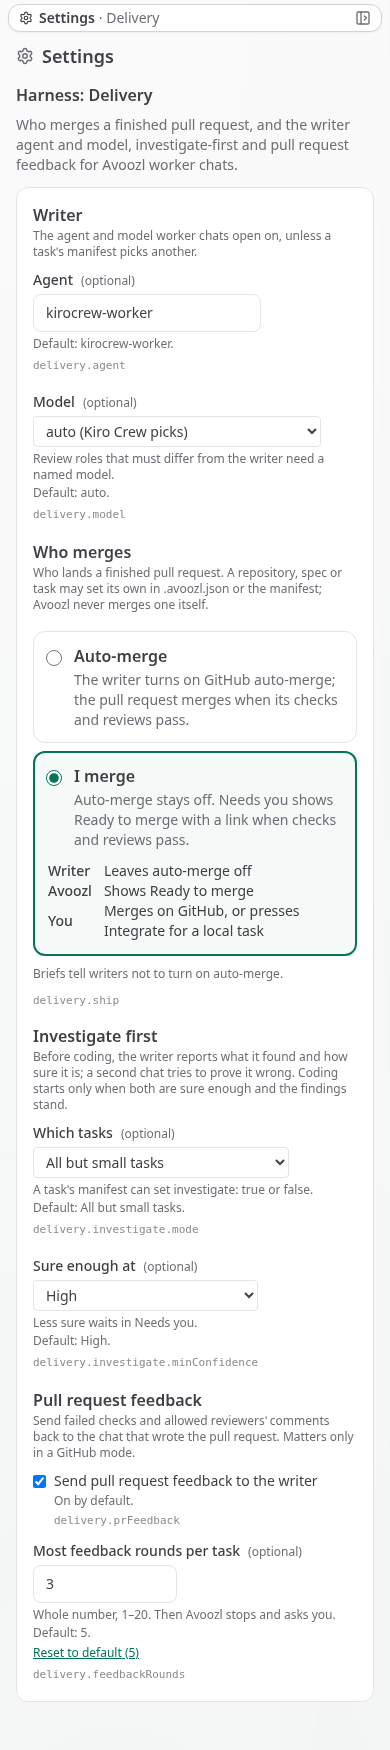 Settings · Delivery
Settings
Harness: Delivery
Who merges a finished pull request, and the writer
agent and model, investigate-first and pull request
feedback for Avoozl worker chats.
Writer
The agent and model worker chats open on, unless a
task's manifest picks another.
Agent (optional)
kirocrew-worker
Default: kirocrew-worker.
delivery.agent
Model (optional)
auto (Kiro Crew picks)
Review roles that must differ from the writer need a
named model.
Default: auto.
delivery.model
Who merges
Who lands a finished pull request. A repository, spec or
task may set its own in .avoozl.json or the manifest;
Avoozl never merges one itself.
Auto-merge
The writer turns on GitHub auto-merge;
the pull request merges when its checks
and reviews pass.
I merge
Auto-merge stays off. Needs you shows
Ready to merge with a link when checks
and reviews pass.
Writer Leaves auto-merge off
Avoozl Shows Ready to merge
You Merges on GitHub, or presses
Integrate for a local task
Briefs tell writers not to turn on auto-merge.
delivery.ship
Investigate first
Before coding, the writer reports what it found and how
sure it is; a second chat tries to prove it wrong. Coding
starts only when both are sure enough and the findings
stand.
Which tasks (optional)
All but small tasks
A task's manifest can set investigate: true or false.
Default: All but small tasks.
delivery.investigate.mode
Sure enough at (optional)
High
Less sure waits in Needs you.
Default: High.
delivery.investigate.minConfidence
Pull request feedback
Send failed checks and allowed reviewers' comments
back to the chat that wrote the pull request. Matters only
in a GitHub mode.
Send pull request feedback to the writer
On by default.
delivery.prFeedback
Most feedback rounds per task (optional)
3
Whole number, 1–20. Then Avoozl stops and asks you.
Default: 5.
Reset to default (5)
delivery.feedbackRounds